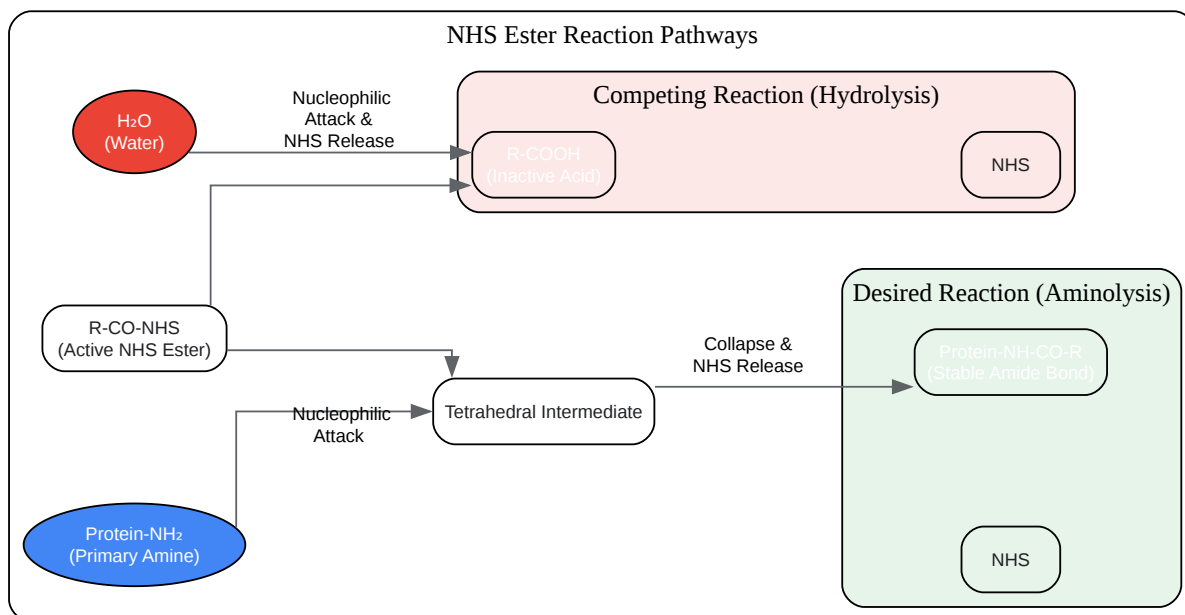 NHS Ester Reaction Pathways
H₂O
(Water)
Nucleophilic
Attack &
NHS Release
Competing Reaction (Hydrolysis)
R-COOH
(Inactive Acid)
NHS
R-CO-NHS
(Active NHS Ester)
Desired Reaction (Aminolysis)
Collapse &
NHS Release
Protein-NH-CO-R
(Stable Amide Bond)
Tetrahedral Intermediate
Nucleophilic
Attack
Protein-NH₂
(Primary Amine)
NHS